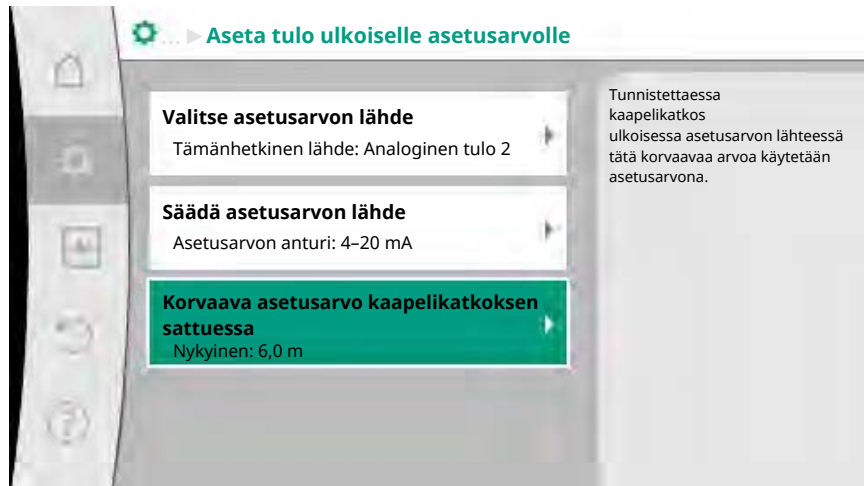 ... Aseta tulo ulkoiselle asetusarvolle
Valitse asetusarvon lähde
Tämänhetkinen lähde: Analoginen tulo 2
Säädä asetusarvon lähde
Asetusarvon anturi: 4–20 mA
Korvaava asetusarvo kaapelikatkoksen
sattuessa
Nykyinen: 6,0 m
Tunnistettaessa
kaapelikatkos
ulkoisessa asetusarvon lähteessä
tätä korvaavaa arvoa käytetään
asetusarvona.